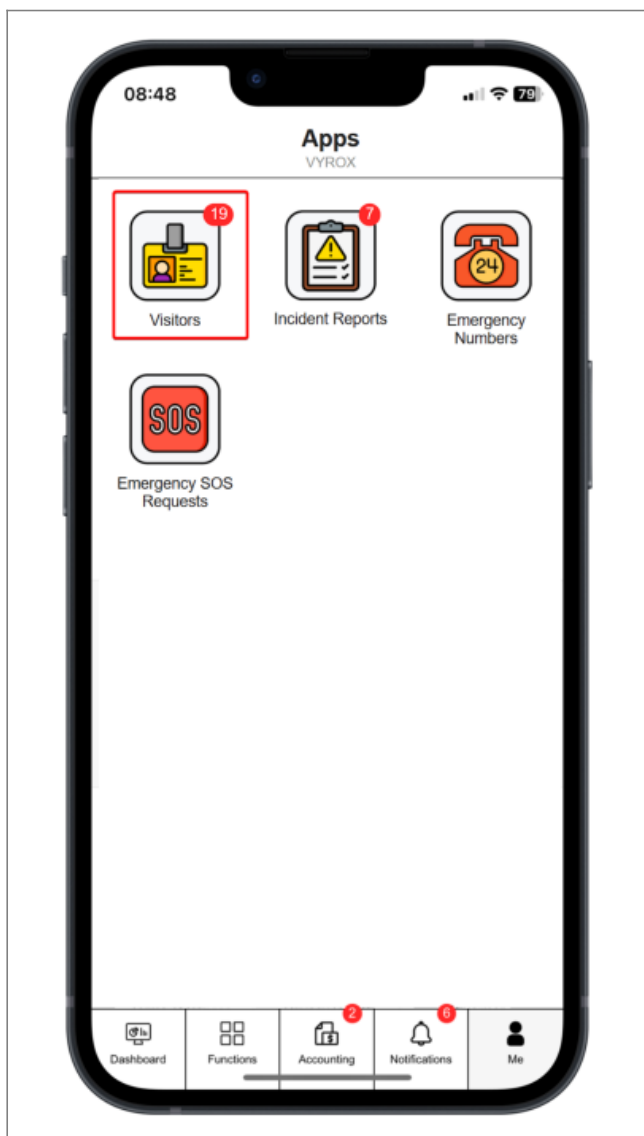 08:48
79
Apps
VYROX
19
7
24
Visitors
Incident Reports
Emergency
Numbers
SOS
Emergency SOS
Requests
2
6
Dashboard
Functions
Accounting
Notifications
Me